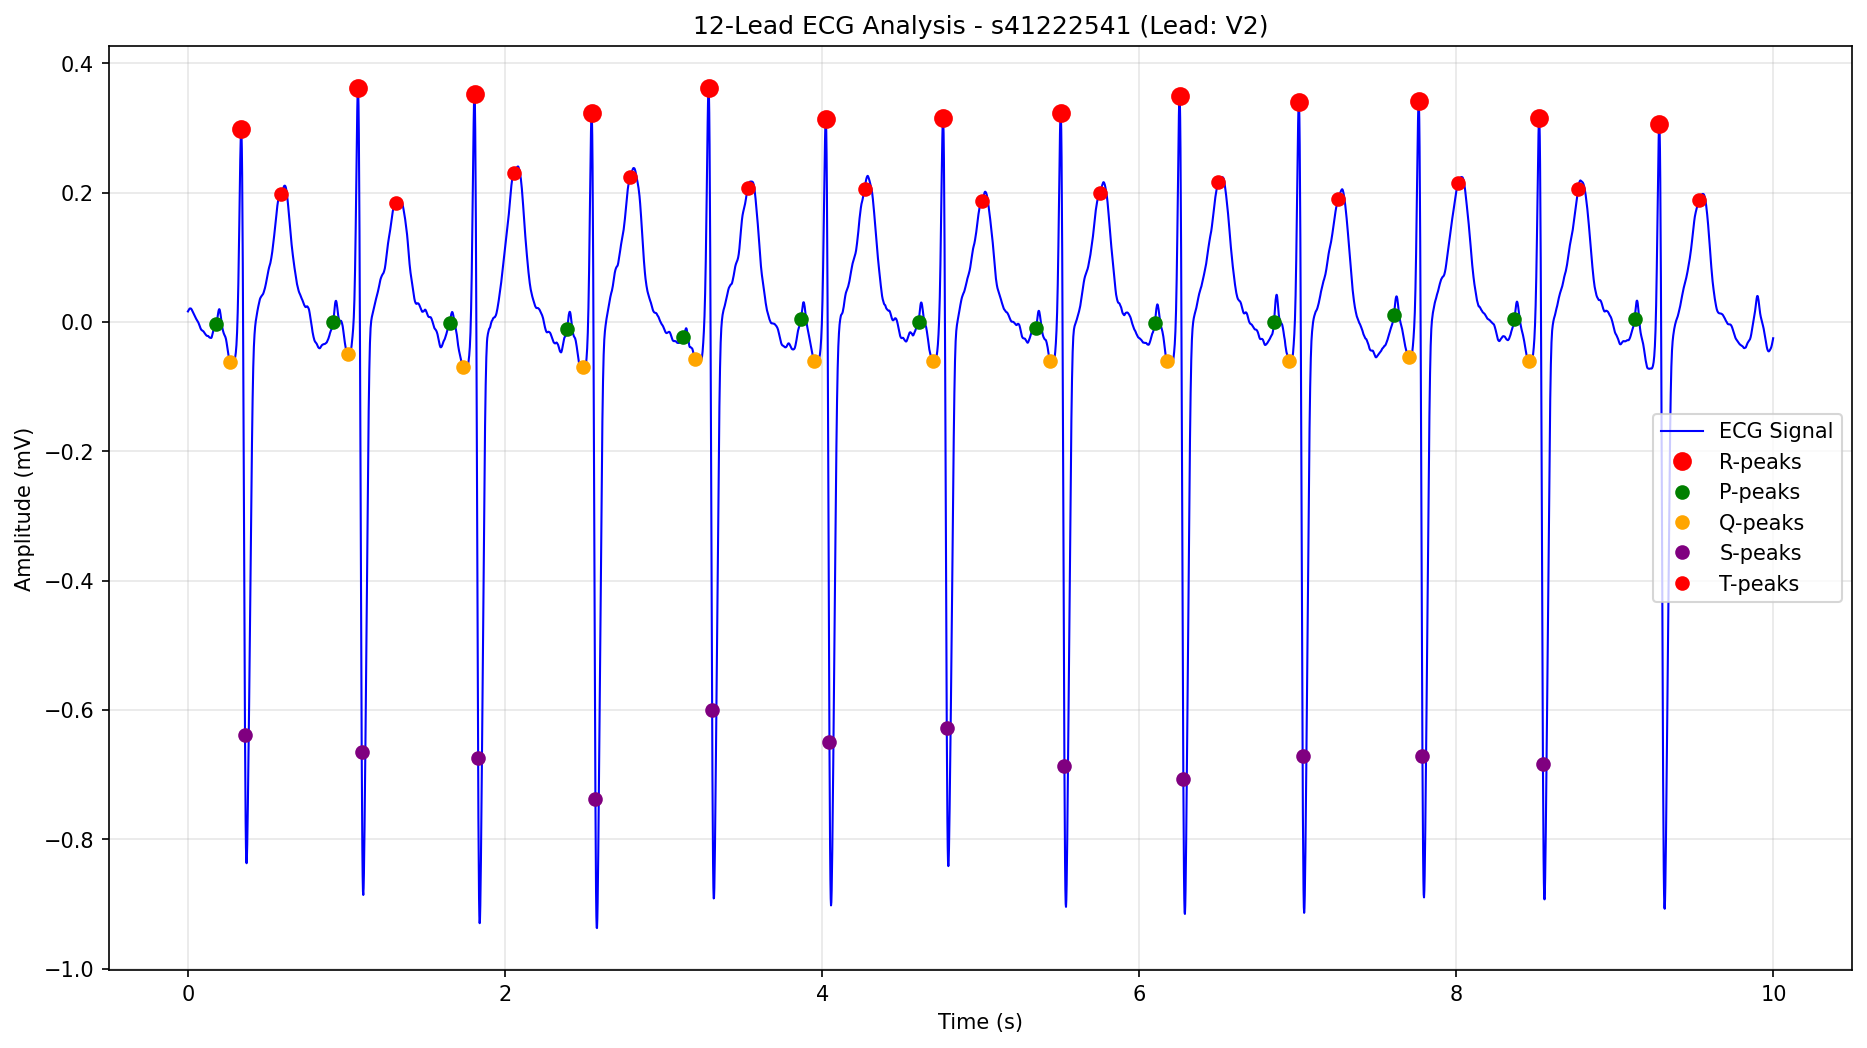 12-Lead ECG Analysis - s41222541 (Lead: V2)
Amplitude (mV)
0.4
0.2
0.0
−0.2
−0.4
−0.6
−0.8
−1.0
ECG Signal
R-peaks
P-peaks
Q-peaks
S-peaks
T-peaks
0 2 4 6 8 10
Time (s)